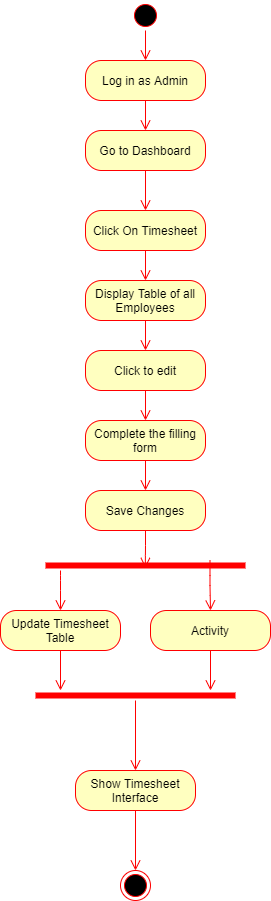 Log in as Admin
Go to Dashboard
Click On Timesheet
Display Table of all
Employees
Click to edit
Complete the filling
form
Save Changes
Update Timesheet
Table
Activity
Show Timesheet
Interface